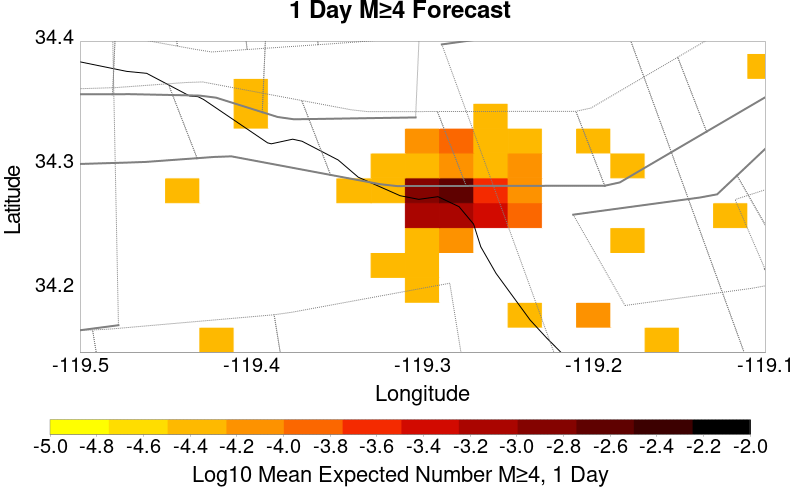 1 Day M≥4 Forecast
34.4
34.3
34.2
Latitude
-119.5 -119.4 -119.3 -119.2 -119.1
Longitude
-5.0 -4.8 -4.6 -4.4 -4.2 -4.0 -3.8 -3.6 -3.4 -3.2 -3.0 -2.8 -2.6 -2.4 -2.2 -2.0
Log10 Mean Expected Number M≥4, 1 Day